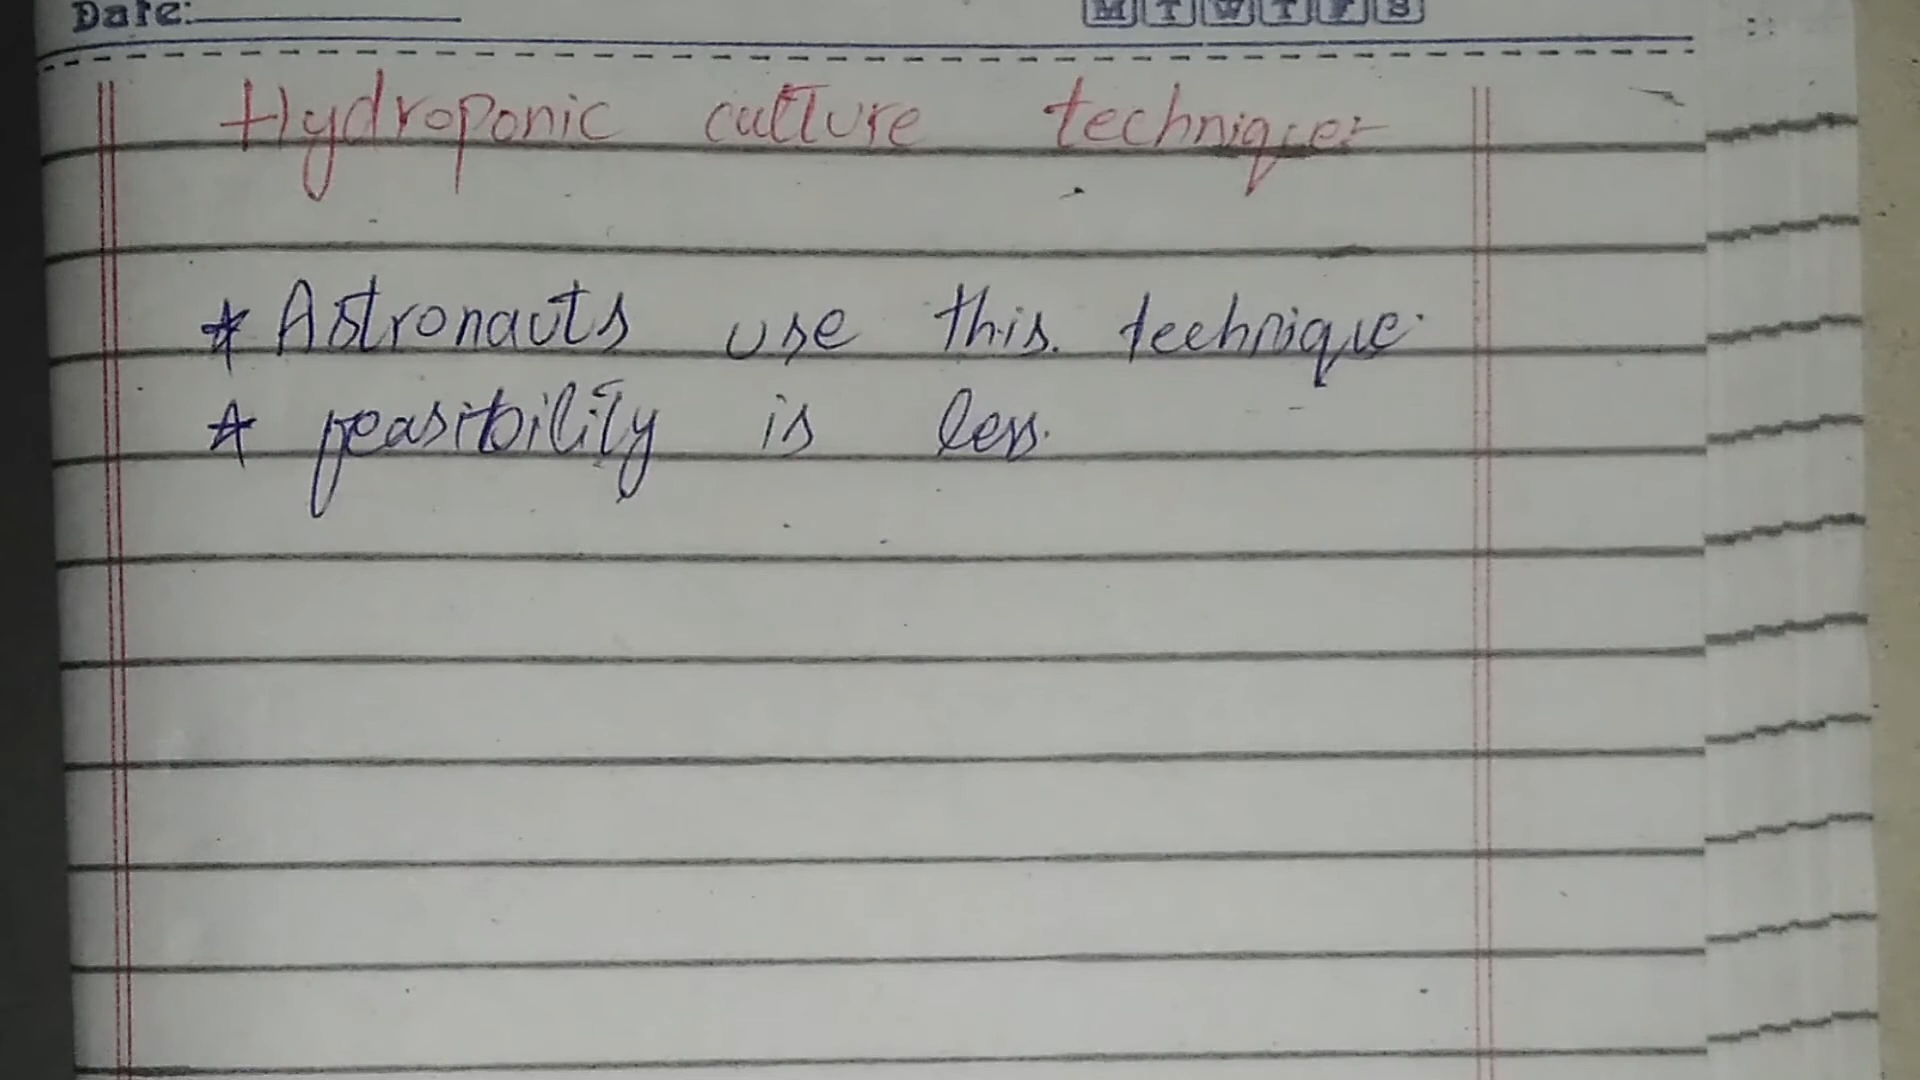 Date:
M T W T F S
Hydroponic culture technique:-
* Astronauts use this. technique.
* feasibility is less.